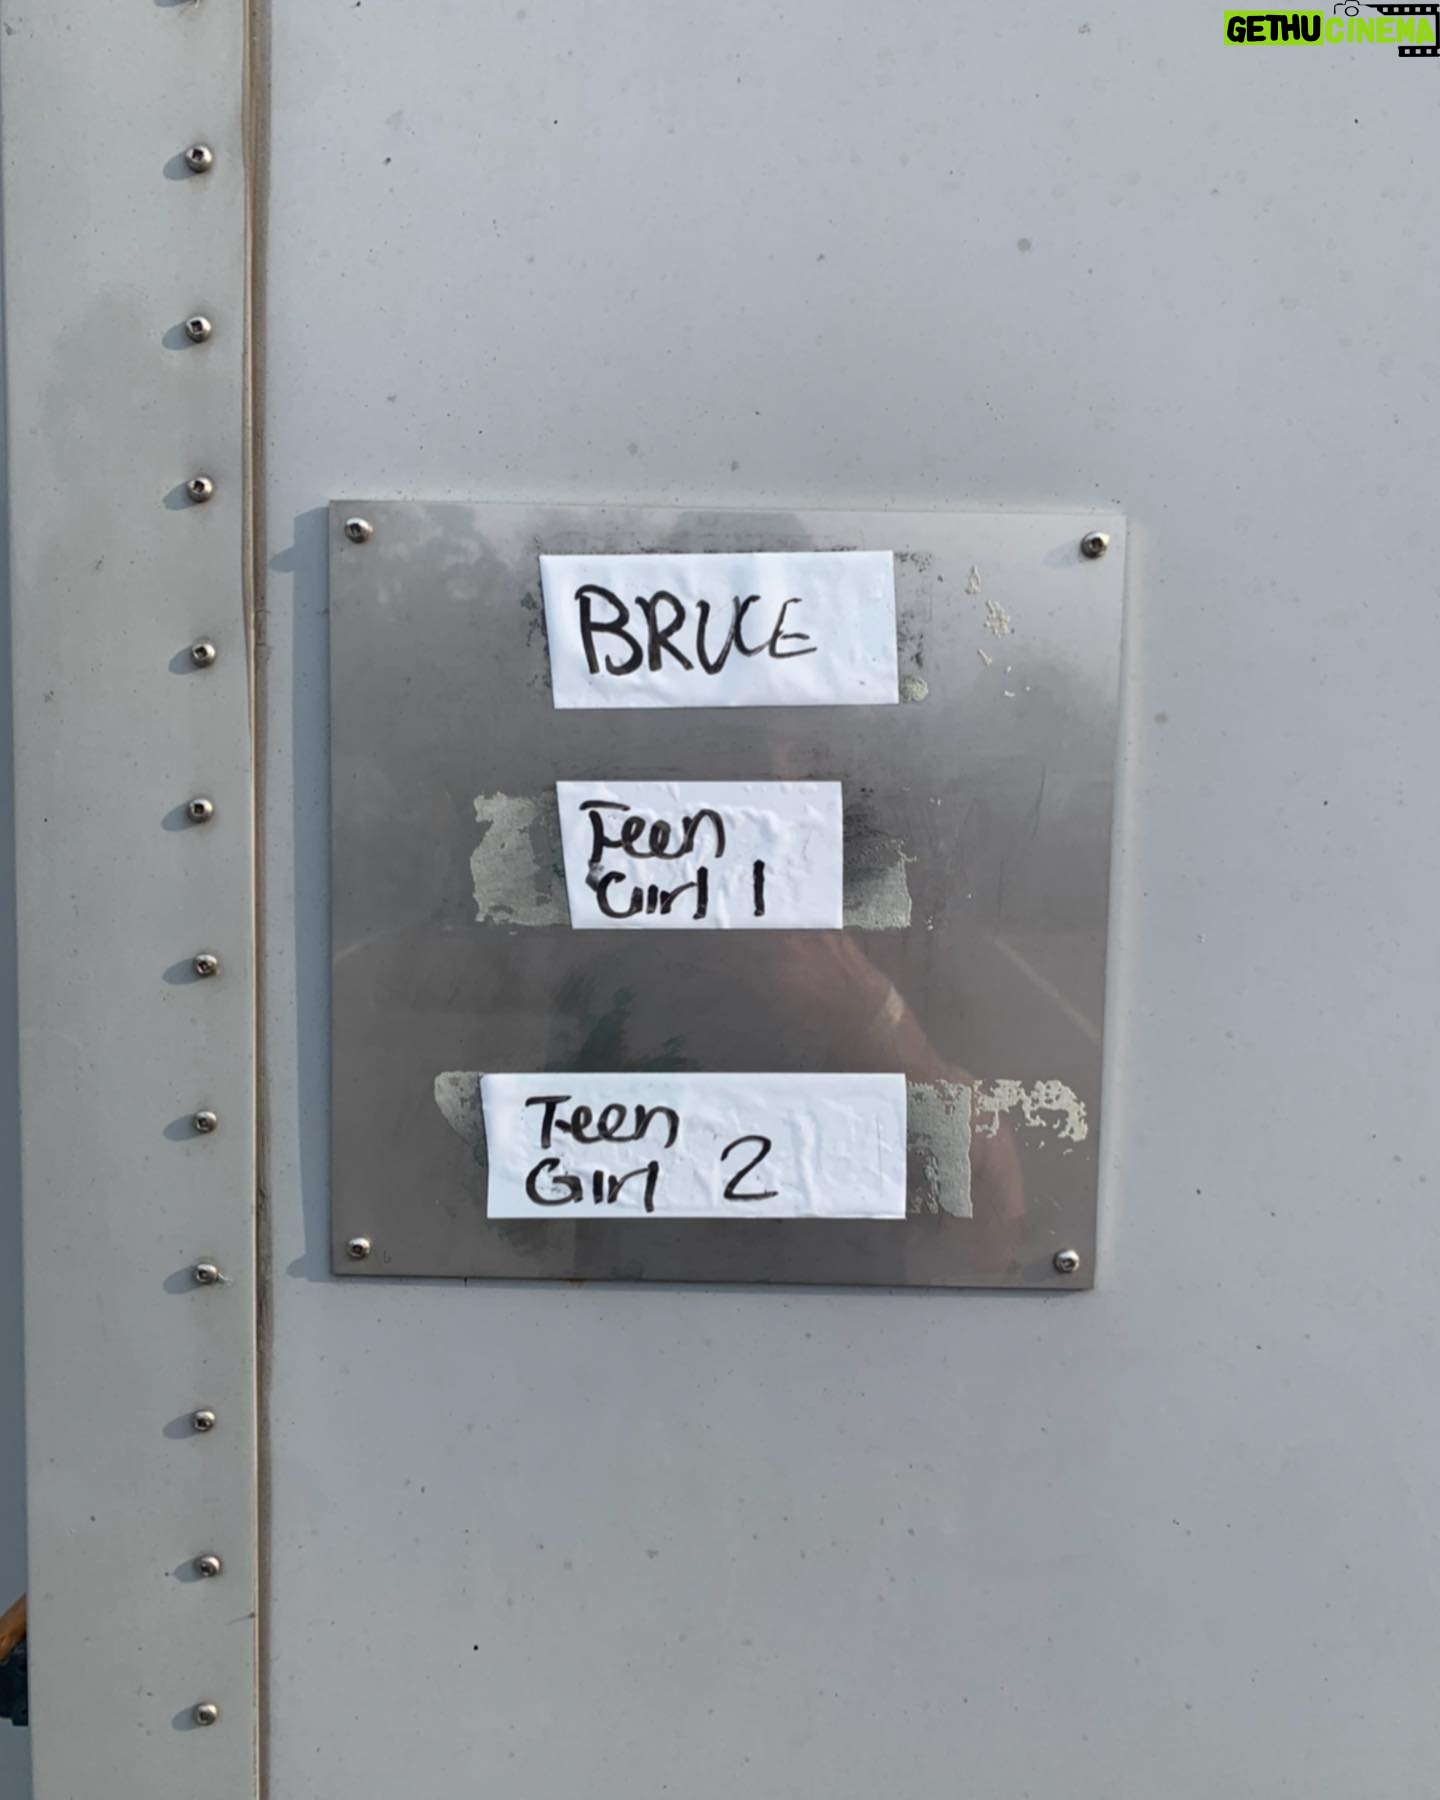 GETHUCINEMA
BRUCE
Teen
Girl 1
Teen
Girl 2